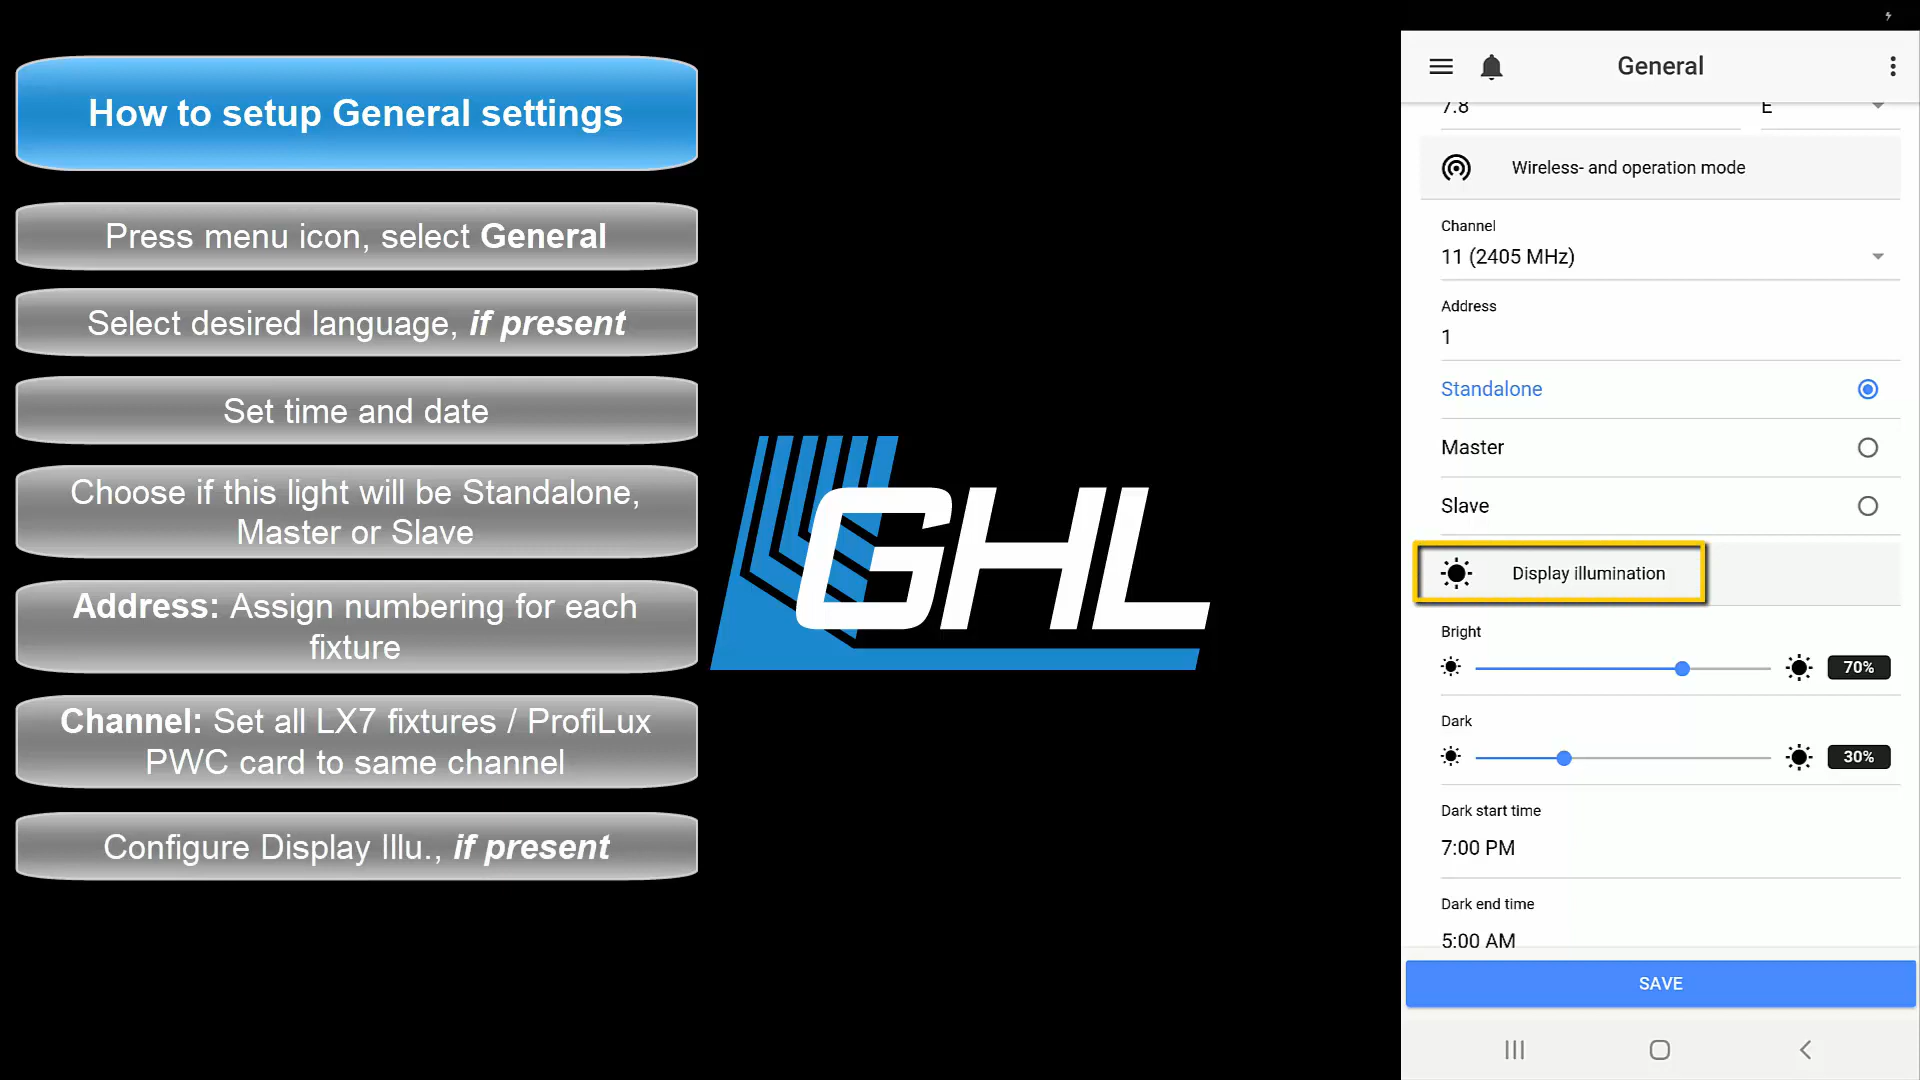 How to setup General settings
Press menu icon, select General
Select desired language, if present
Set time and date
Choose if this light will be Standalone,
Master or Slave
Address: Assign numbering for each
fixture
Channel: Set all LX7 fixtures / ProfiLux
PWC card to same channel
Configure Display Illu., if present
GHL
General
7.8
E
Wireless- and operation mode
Channel
11 (2405 MHz)
Address
1
Standalone
Master
Slave
Display illumination
Bright
70%
Dark
30%
Dark start time
7:00 PM
Dark end time
5:00 AM
SAVE